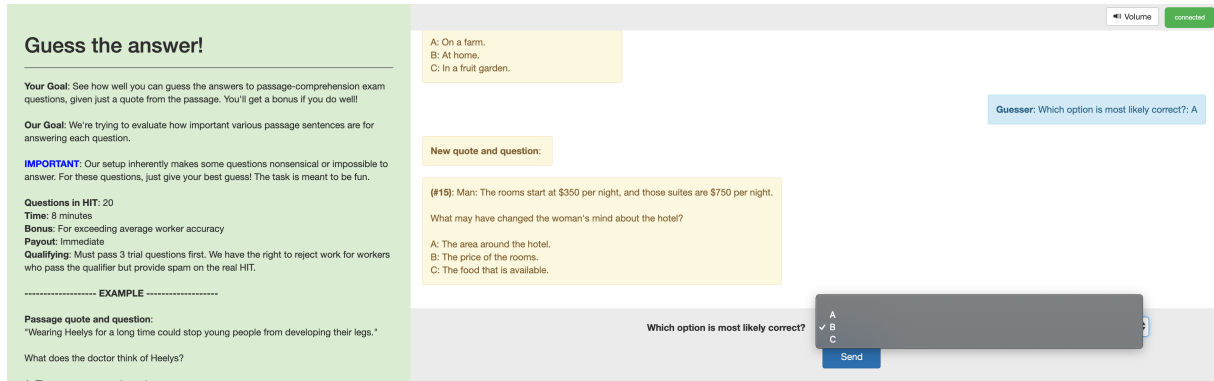 Volume
connected
Guess the answer!
Your Goal: See how well you can guess the answers to passage-comprehension exam
questions, given just a quote from the passage. You'll get a bonus if you do well!
Our Goal: We're trying to evaluate how important various passage sentences are for
answering each question.
IMPORTANT: Our setup inherently makes some questions nonsensical or impossible to
answer. For these questions, just give your best guess! The task is meant to be fun.
Questions in HIT: 20
Time: 8 minutes
Bonus: For exceeding average worker accuracy
Payout: Immediate
Qualifying: Must pass 3 trial questions first. We have the right to reject work for workers
who pass the qualifier but provide spam on the real HIT.
------------------- EXAMPLE -------------------
Passage quote and question:
"Wearing Heelys for a long time could stop young people from developing their legs."
What does the doctor think of Heelys?
A: On a farm.
B: At home.
C: In a fruit garden.
Guesser: Which option is most likely correct?: A
New quote and question:
(#15): Man: The rooms start at $350 per night, and those suites are $750 per night.
What may have changed the woman's mind about the hotel?
A: The area around the hotel.
B: The price of the rooms.
C: The food that is available.
Which option is most likely correct?
A
✓ B
C
Send